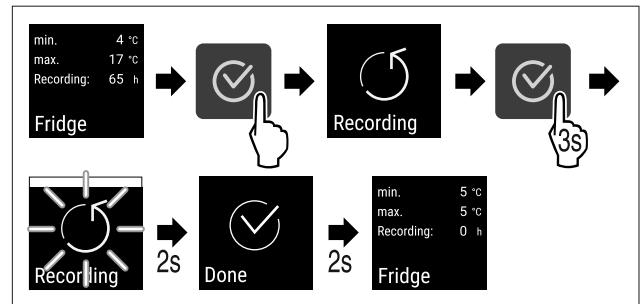 min. 4 °C
max. 17 °C
Recording: 65 h
Fridge
Recording
3s
Recording
2s
Done
2s
min. 5 °C
max. 5 °C
Recording: 0 h
Fridge